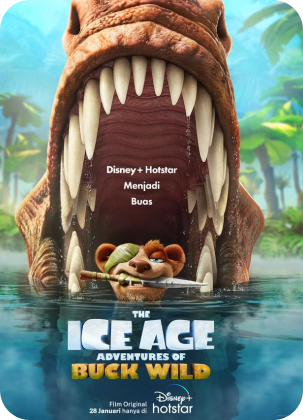 Disney+ Hotstar
Menjadi
Buas
THE
ICE AGE
ADVENTURES OF
BUCK WILD
Film Original
28 Januari hanya di
Disney+
hotstar